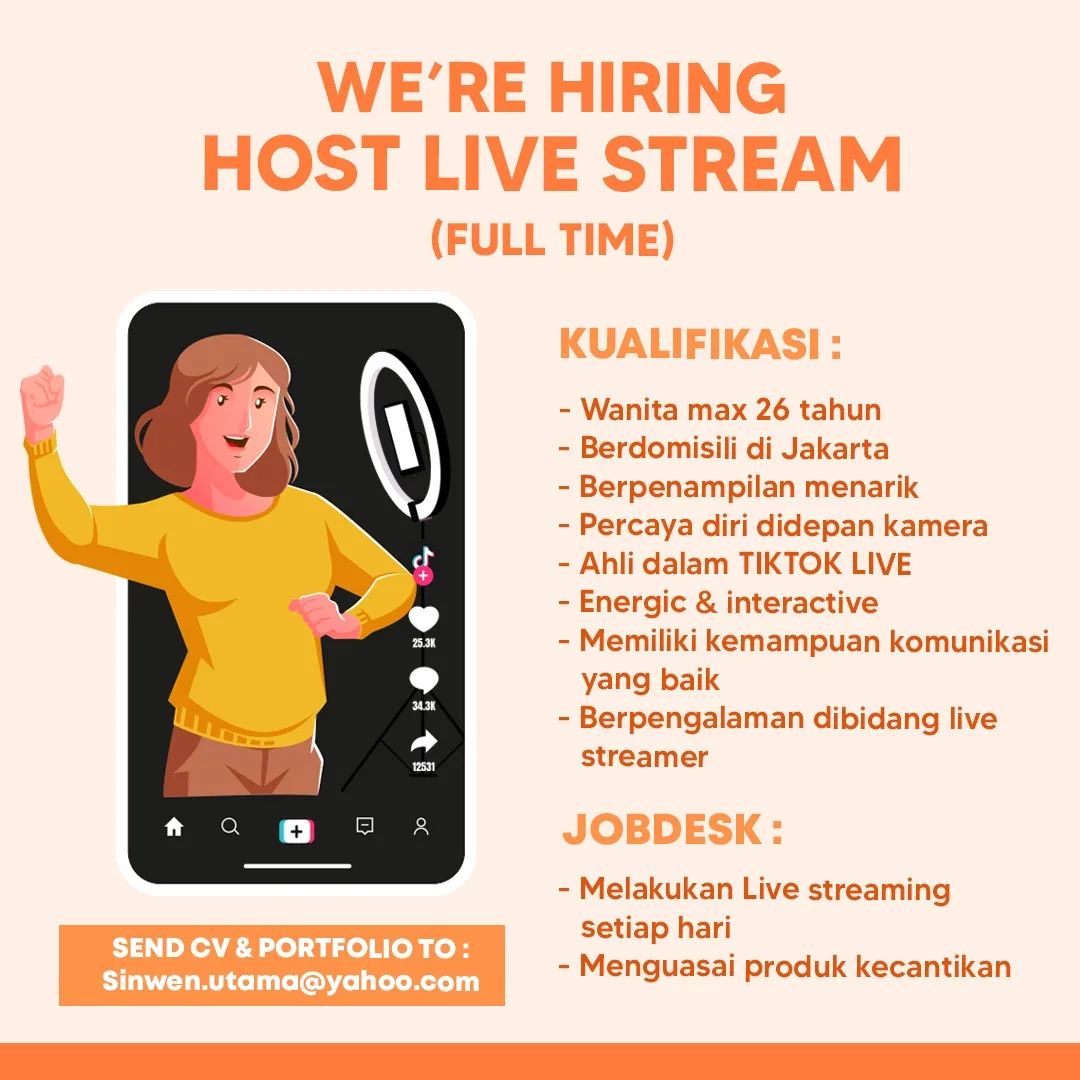 WE'RE HIRING
HOST LIVE STREAM
(FULL TIME)
25.3K
34.3K
12531
SEND CV & PORTFOLIO TO :
Sinwen.utama@yahoo.com
KUALIFIKASI :
- Wanita max 26 tahun
- Berdomisili di Jakarta
- Berpenampilan menarik
- Percaya diri didepan kamera
- Ahli dalam TIKTOK LIVE
- Energic & interactive
- Memiliki kemampuan komunikasi
yang baik
- Berpengalaman dibidang live
streamer
JOBDESK :
- Melakukan Live streaming
setiap hari
- Menguasai produk kecantikan